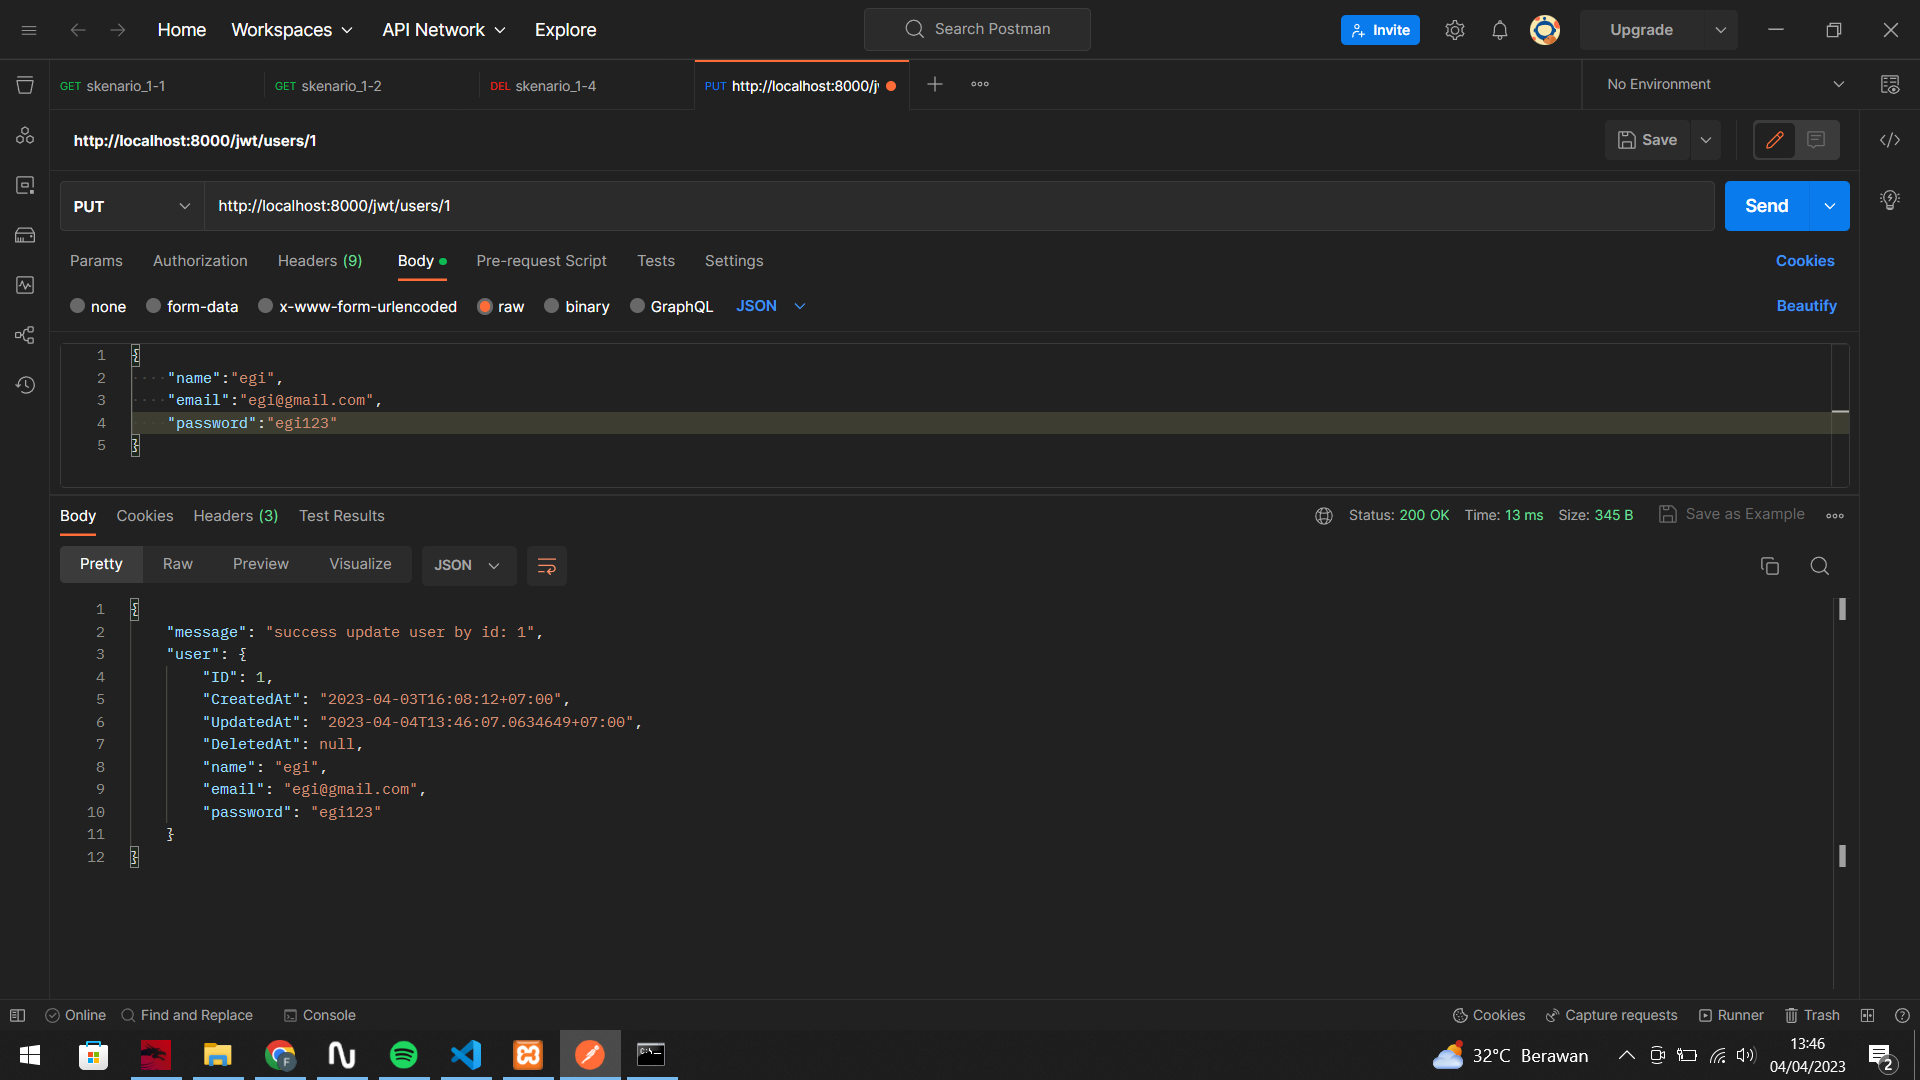 Home Workspaces API Network Explore Search Postman Invite Upgrade
GET skenario_1-1 GET skenario_1-2 DEL skenario_1-4 PUT http://localhost:8000/j No Environment
http://localhost:8000/jwt/users/1 Save
PUT http://localhost:8000/jwt/users/1 Send
Params Authorization Headers (9) Body Pre-request Script Tests Settings Cookies
none form-data x-www-form-urlencoded raw binary GraphQL JSON Beautify
1 {
2 "name":"egi",
3 "email":"egi@gmail.com",
4 "password":"egi123"
5 }
Body Cookies Headers (3) Test Results Status: 200 OK Time: 13 ms Size: 345 B Save as Example
Pretty Raw Preview Visualize JSON
1 {
2 "message": "success update user by id: 1",
3 "user": {
4 "ID": 1,
5 "CreatedAt": "2023-04-03T16:08:12+07:00",
6 "UpdatedAt": "2023-04-04T13:46:07.0634649+07:00",
7 "DeletedAt": null,
8 "name": "egi",
9 "email": "egi@gmail.com",
10 "password": "egi123"
11 }
12 }
Online Find and Replace Console Cookies Capture requests Runner Trash
32°C Berawan 13:46
04/04/2023 2